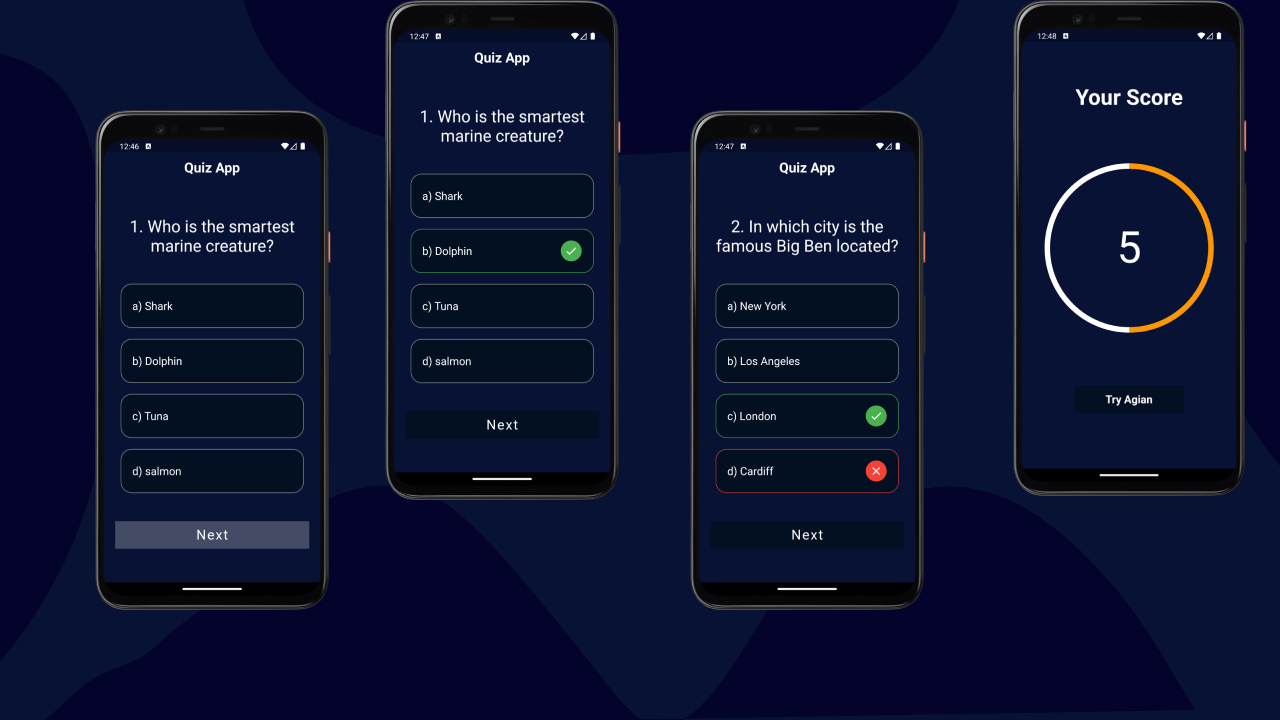 12:46
Quiz App
1. Who is the smartest
marine creature?
a) Shark
b) Dolphin
c) Tuna
d) salmon
Next
12:47
Quiz App
1. Who is the smartest
marine creature?
a) Shark
b) Dolphin
c) Tuna
d) salmon
Next
12:47
Quiz App
2. In which city is the
famous Big Ben located?
a) New York
b) Los Angeles
c) London
d) Cardiff
Next
12:48
Your Score
5
Try Agian